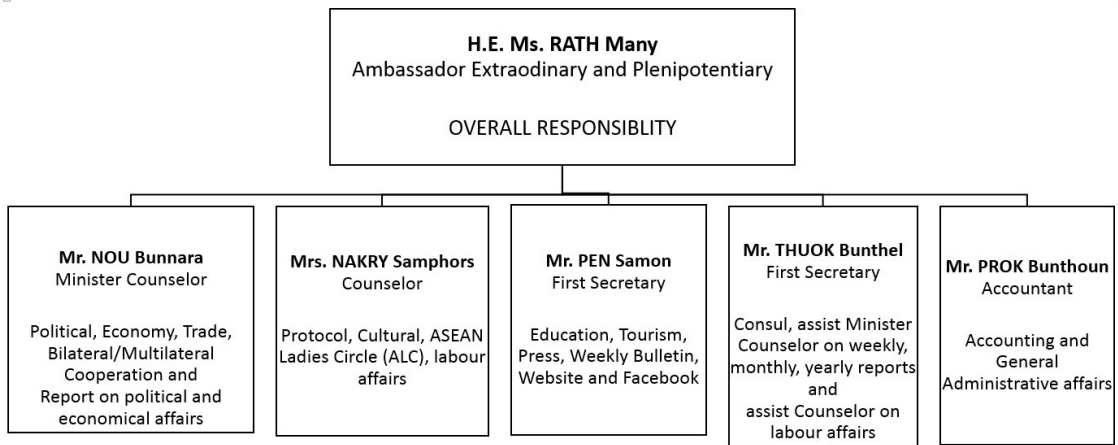 H.E. Ms. RATH Many
Ambassador Extraodinary and Plenipotentiary
OVERALL RESPONSIBLITY
Mr. NOU Bunnara
Minister Counselor
Political, Economy, Trade,
Bilateral/Multilateral
Cooperation and
Report on political and
economical affairs
Mrs. NAKRY Samphors
Counselor
Protocol, Cultural, ASEAN
Ladies Circle (ALC), labour
affairs
Mr. PEN Samon
First Secretary
Education, Tourism,
Press, Weekly Bulletin,
Website and Facebook
Mr. THUOK Bunthel
First Secretary
Consul, assist Minister
Counselor on weekly,
monthly, yearly reports
and
assist Counselor on
labour affairs
Mr. PROK Bunthoun
Accountant
Accounting and
General
Administrative affairs